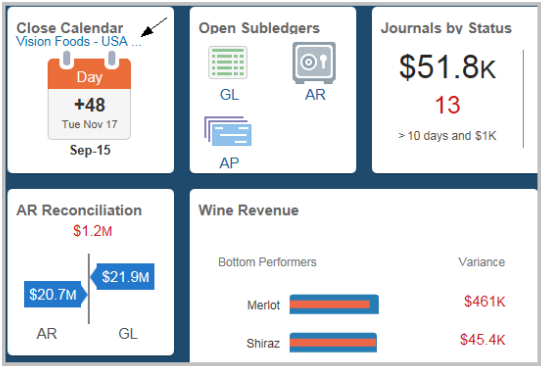 Close Calendar
Vision Foods - USA ...
Day
+48
Tue Nov 17
Sep-15
Open Subledgers
GL
AR
AP
Journals by Status
$51.8K
13
> 10 days and $1K
AR Reconciliation
$1.2M
$21.9M
$20.7M
AR
GL
Wine Revenue
Bottom Performers
Variance
Merlot
$461K
Shiraz
$45.4K